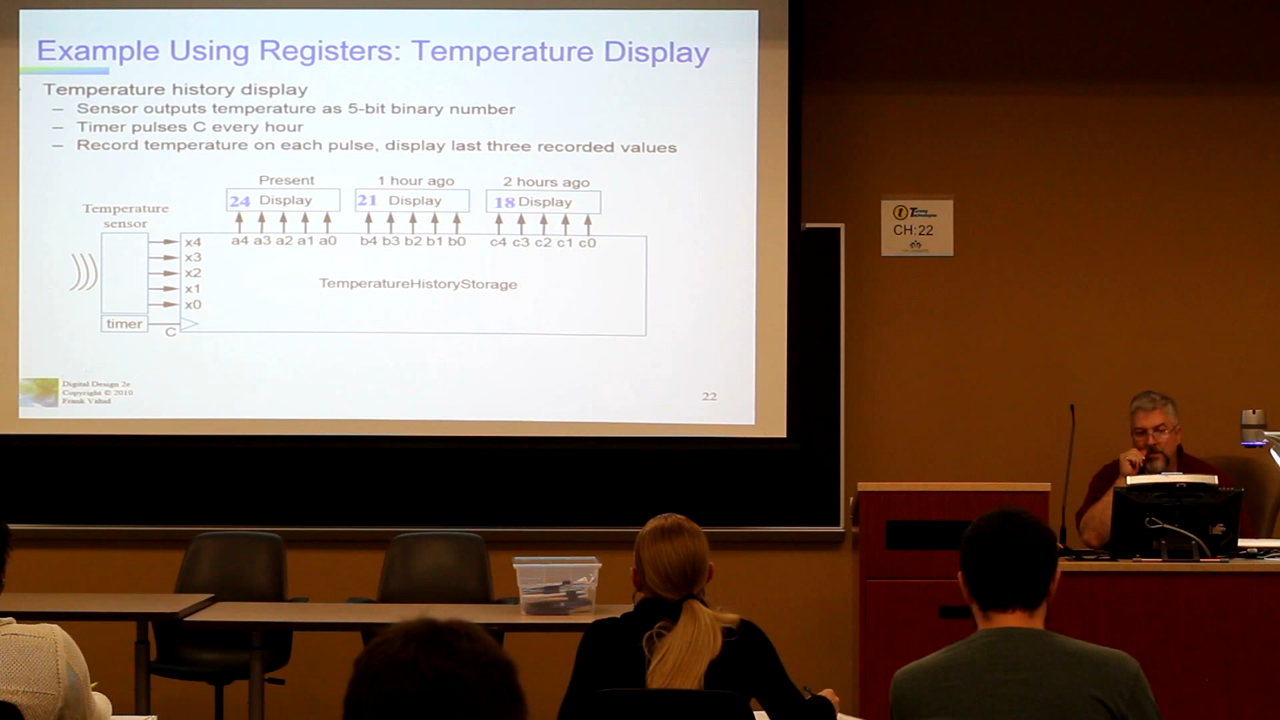 Example Using Registers: Temperature Display
Temperature history display
– Sensor outputs temperature as 5-bit binary number
– Timer pulses C every hour
– Record temperature on each pulse, display last three recorded values
Present 1 hour ago 2 hours ago
24 Display 21 Display 18 Display
Temperature
sensor
a4 a3 a2 a1 a0 b4 b3 b2 b1 b0 c4 c3 c2 c1 c0
x4
x3
x2
x1
x0
TemperatureHistoryStorage
timer
C
Digital Design 2e
Copyright © 2010
Frank Vahid
22
Turning
Technologies
CH: 22